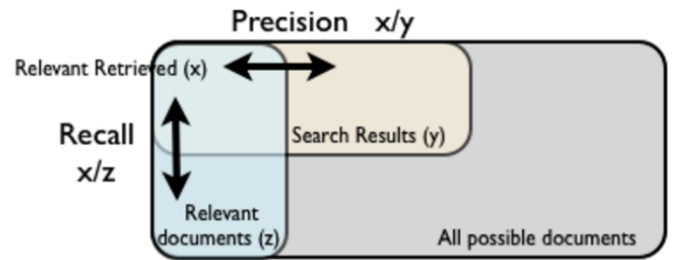 Precision x/y
Relevant Retrieved (x)
Recall
x/z
Search Results (y)
Relevant
documents (z)
All possible documents